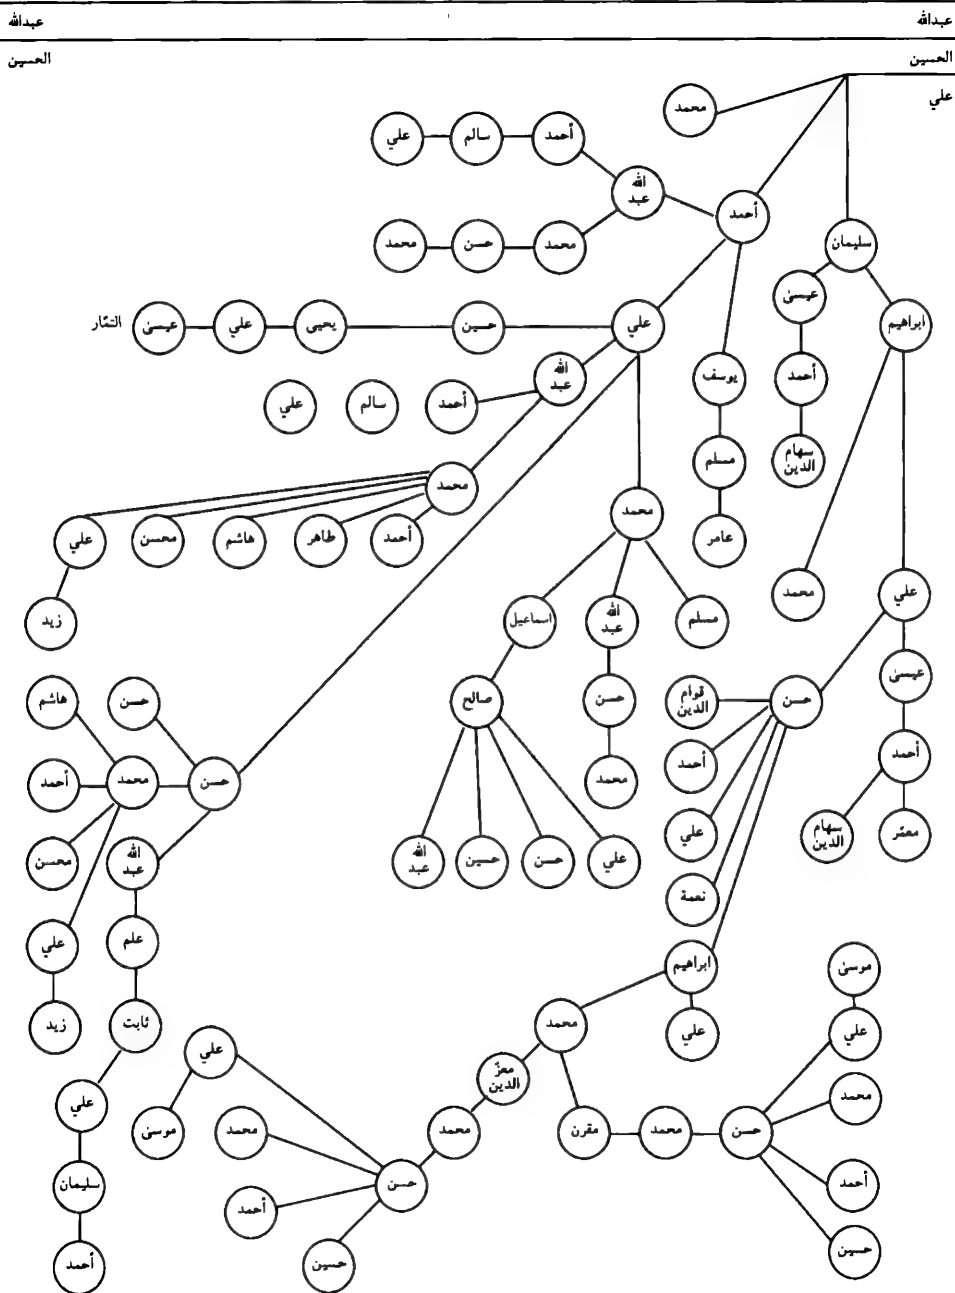 عبدالله
عبدالله
الحسين
الحسين
علي
محمد
أحمد
سالم
علي
الله
عبد
أحمد
محمد
حسن
محمد
سليمان
عيسىٰ
ابراهيم
علي
حسين
يحيى
علي
عيسىٰ
التمّار
الله
عبد
يوسف
أحمد
أحمد
سالم
علي
مسلم
سهام
الدين
محمد
محمد
عامر
أحمد
طاهر
هاشم
محسن
علي
علي
محمد
مسلم
الله
عبد
اسماعيل
زيد
عيسىٰ
حسن
قوام
الدين
حسن
صالح
حسن
هاشم
أحمد
أحمد
محمد
حسن
محمد
أحمد
معمّر
سهام
الدين
علي
علي
حسن
حسين
الله
عبد
الله
عبد
محسن
نعمة
علم
علي
موسىٰ
ابراهيم
محمد
ثابت
زيد
علي
علي
علي
معزّ
الدين
علي
محمد
حسن
محمد
مقرن
محمد
محمد
موسىٰ
أحمد
حسن
سليمان
أحمد
حسين
حسين
أحمد